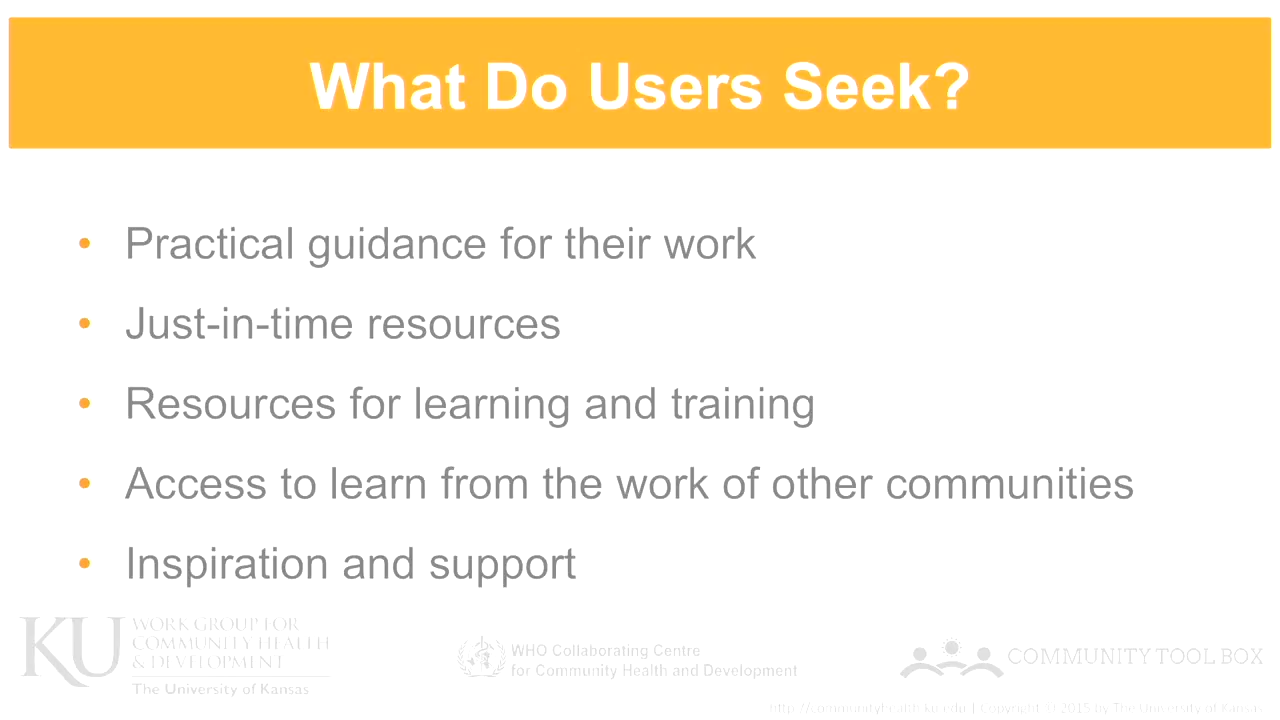 What Do Users Seek?
• Practical guidance for their work
• Just-in-time resources
• Resources for learning and training
• Access to learn from the work of other communities
• Inspiration and support
KU WORK GROUP FOR
COMMUNITY HEALTH
& DEVELOPMENT
The University of Kansas
WHO Collaborating Centre
for Community Health and Development
COMMUNITY TOOL BOX
http://communityhealth.ku.edu | Copyright © 2015 by The University of Kansas